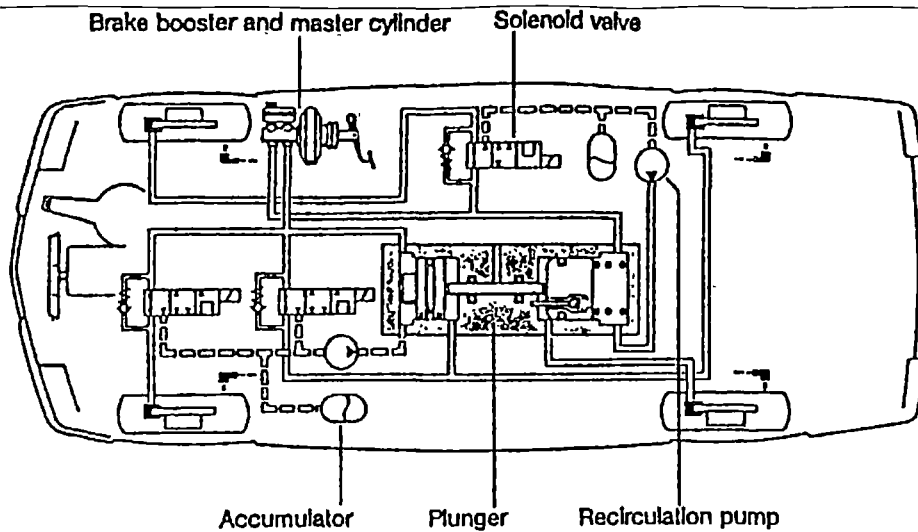 Brake booster and master cylinder
Solenoid valve
Accumulator
Plunger
Recirculation pump